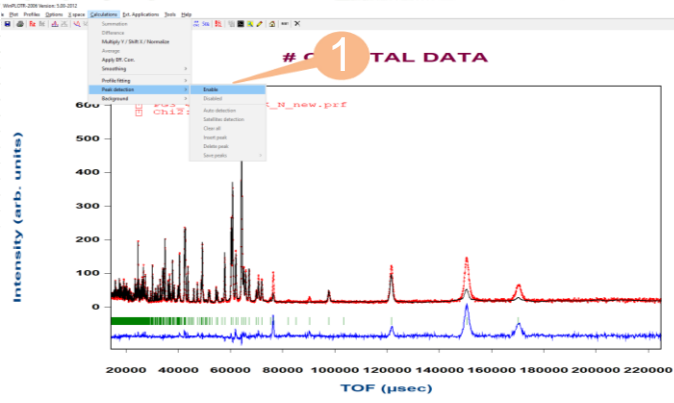 WinPLOTR-2006 Version: 5.00-2012
Plot Profiles Options X space Calculations Ext. Applications Tools Help
Summation
Difference
Multiply Y / Shift X / Normalize
Average
Apply Eff. Corr.
Smoothing >
Profile fitting >
Peak detection >
Background >
Enable
Disabled
Auto detection
Satellites detection
Clear all
Insert peak
Delete peak
Save peaks >
1
TAL DATA
_N_new.prf
Chi2:
Intensity (arb. units)
600
500
400
300
200
100
0
20000 40000 60000 80000 100000 120000 140000 160000 180000 200000 220000
TOF (µsec)